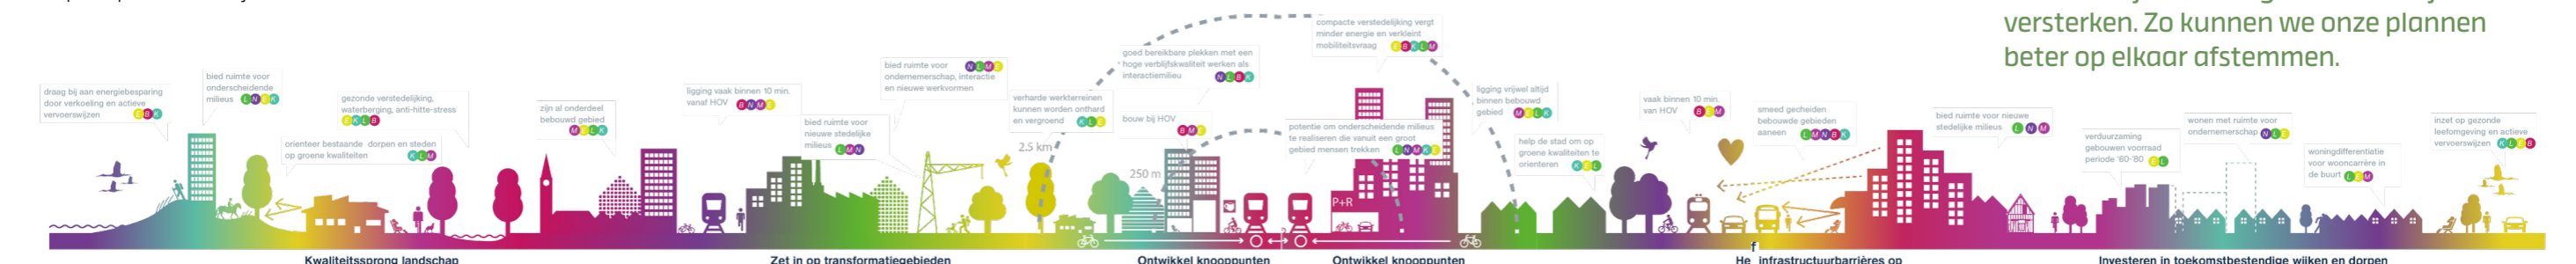 versterken. Zo kunnen we onze plannen
beter op elkaar afstemmen.
draag bij aan energiebesparing
door verkoeling en actieve
vervoerswijzen E B K
bied ruimte voor
onderscheidende
milieus L N E K
orienteer bestaande dorpen en steden
op groene kwaliteiten K L M
gezonde verstedelijking,
waterberging, anti-hitte-stress
E K L B
zijn al onderdeel
bebouwd gebied
M E L K
ligging vaak binnen 10 min.
vanaf HOV B N M E
bied ruimte voor
nieuwe stedelijke
milieus L M N
bied ruimte voor N L M E
ondernemerschap, interactie
en nieuwe werkvormen
verharde werkterreinen
kunnen worden onthard
en vergroend K L E
2.5 km
goed bereikbare plekken met een
hoge verblijfskwaliteit werken als
interactiemilieu N L B K
bouw bij HOV
B M E
250 m
compacte verstedelijking vergt
minder energie en verkleint
mobiliteitsvraag E B K L M
potentie om onderscheidende milieus
te realiseren die vanuit een groot
gebied mensen trekken L N M K E
P+R
ligging vrijwel altijd
binnen bebouwd
gebied M E L K
help de stad om op
groene kwaliteiten te
orienteren K E L
vaak binnen 10 min.
van HOV B E M
smeed gescheiden
bebouwde gebieden
aaneen L M N B K
bied ruimte voor nieuwe
stedelijke milieus L N M
verduurzaming
gebouwen voorraad
periode '60-'80 E L
wonen met ruimte voor
ondernemerschap N L E
woningdifferentiatie
voor wooncarrère in
de buurt L E M
inzet op gezonde
leefomgeving en actieve
vervoerswijzen K L E B
Kwaliteitssprong landschap
Zet in op transformatiegebieden
Ontwikkel knooppunten
Ontwikkel knooppunten
f
He infrastructuurbarrières op
Investeren in toekomstbestendige wijken en dorpen